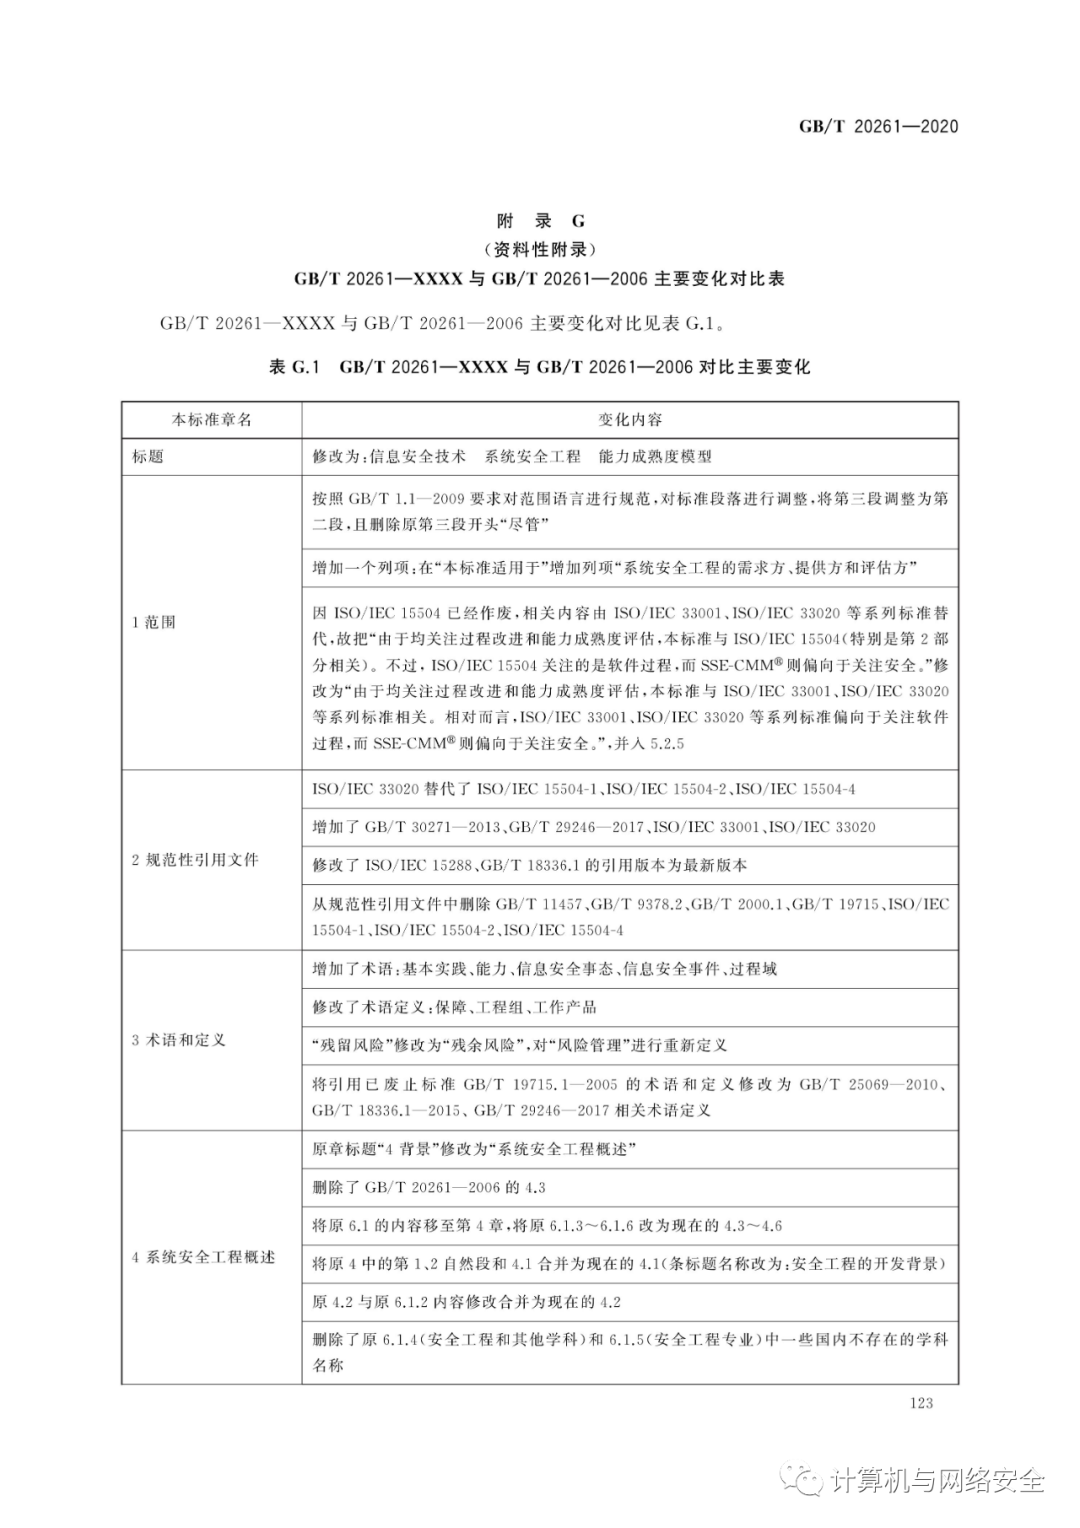 GB/T 20261—2020
附 录 G
（资料性附录）
GB/T 20261—XXXX 与 GB/T 20261—2006 主要变化对比表
GB/T 20261—XXXX 与 GB/T 20261—2006 主要变化对比见表 G.1。
表 G.1 GB/T 20261—XXXX 与 GB/T 20261—2006 对比主要变化
本标准章名 变化内容
标题 修改为:信息安全技术 系统安全工程 能力成熟度模型
1 范围
按照 GB/T 1.1—2009 要求对范围语言进行规范,对标准段落进行调整,将第三段调整为第
二段,且删除原第三段开头“尽管”
增加一个列项:在“本标准适用于”增加列项“系统安全工程的需求方、提供方和评估方”
因 ISO/IEC 15504 已经作废,相关内容由 ISO/IEC 33001、ISO/IEC 33020 等系列标准替
代,故把“由于均关注过程改进和能力成熟度评估,本标准与 ISO/IEC 15504(特别是第 2 部
分相关)。不过, ISO/IEC 15504 关注的是软件过程,而 SSE-CMM®则偏向于关注安全。”修
改为“由于均关注过程改进和能力成熟度评估,本标准与 ISO/IEC 33001、ISO/IEC 33020
等系列标准相关。相对而言,ISO/IEC 33001、ISO/IEC 33020 等系列标准偏向于关注软件
过程,而 SSE-CMM®则偏向于关注安全。”,并入 5.2.5
2 规范性引用文件
ISO/IEC 33020 替代了 ISO/IEC 15504-1、ISO/IEC 15504-2、ISO/IEC 15504-4
增加了 GB/T 30271—2013、GB/T 29246—2017、ISO/IEC 33001、ISO/IEC 33020
修改了 ISO/IEC 15288、GB/T 18336.1 的引用版本为最新版本
从规范性引用文件中删除 GB/T 11457、GB/T 9378.2、GB/T 2000.1、GB/T 19715、ISO/IEC
15504-1、ISO/IEC 15504-2、ISO/IEC 15504-4
3 术语和定义
增加了术语:基本实践、能力、信息安全事态、信息安全事件、过程域
修改了术语定义:保障、工程组、工作产品
“残留风险”修改为“残余风险”,对“风险管理”进行重新定义
将引用已废止标准 GB/T 19715.1—2005 的术语和定义修改为 GB/T 25069—2010、
GB/T 18336.1—2015、GB/T 29246—2017 相关术语定义
4 系统安全工程概述
原章标题“4 背景”修改为“系统安全工程概述”
删除了 GB/T 20261—2006 的 4.3
将原 6.1 的内容移至第 4 章,将原 6.1.3～6.1.6 改为现在的 4.3～4.6
将原 4 中的第 1、2 自然段和 4.1 合并为现在的 4.1(条标题名称改为:安全工程的开发背景)
原 4.2 与原 6.1.2 内容修改合并为现在的 4.2
删除了原 6.1.4(安全工程和其他学科)和 6.1.5(安全工程专业)中一些国内不存在的学科
名称
123
计算机与网络安全